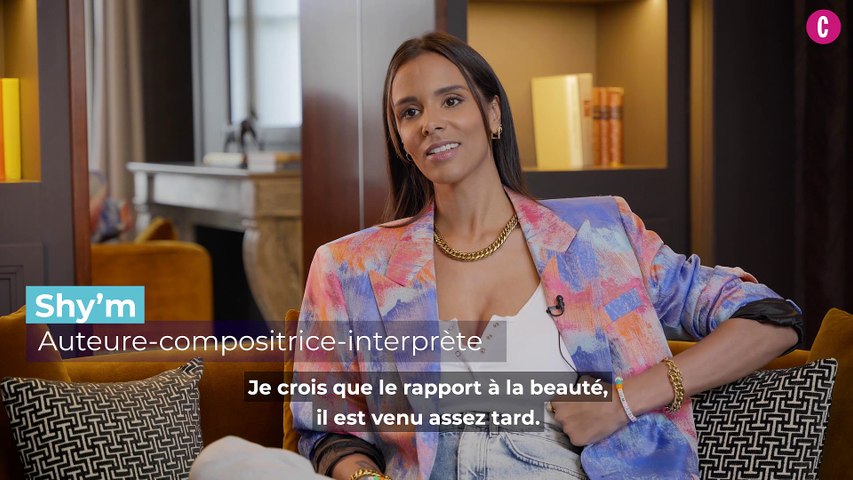 C
Shy’m
Auteure-compositrice-interprète
Je crois que le rapport à la beauté,
il est venu assez tard.